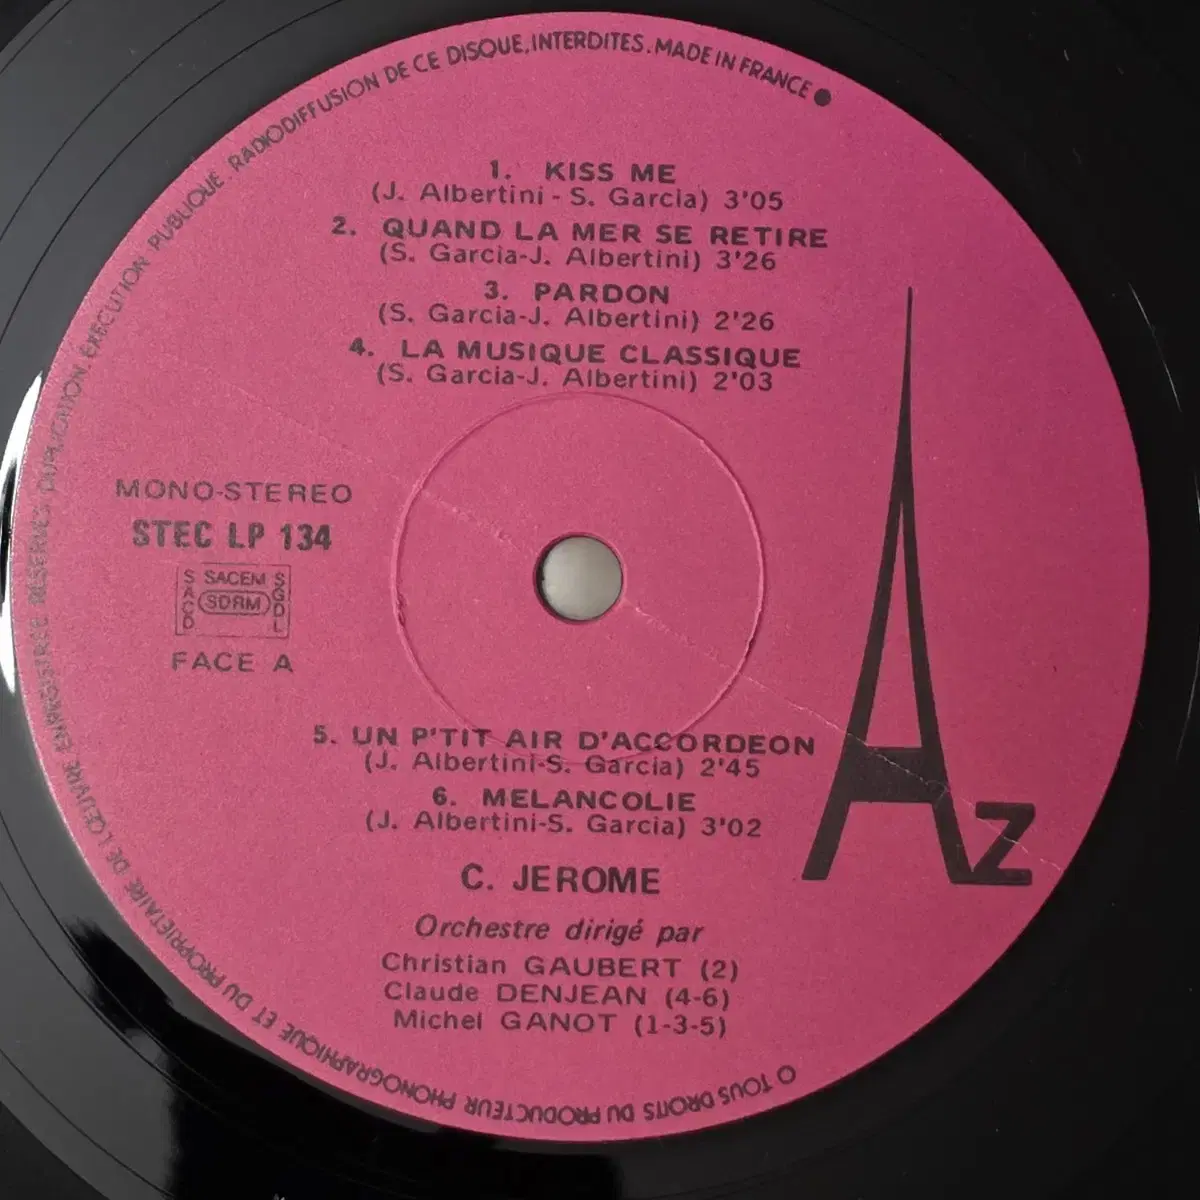 O TOUS DROITS DU PRODUCTEUR PHONOGRAPHIQUE ET DU PROPRIETAIRE DE L'ŒUVRE ENREGISTREE RESERVES. DUPLICATION. EXECUTION PUBLIQUE RADIODIFFUSION DE CE DISQUE, INTERDITES. MADE IN FRANCE
1. KISS ME
(J. Albertini - S. Garcia) 3'05
2. QUAND LA MER SE RETIRE
(S. Garcia-J. Albertini) 3'26
3. PARDON
(S. Garcia-J. Albertini) 2'26
4. LA MUSIQUE CLASSIQUE
(S. Garcia-J. Albertini) 2'03
MONO-STEREO
STEC LP 134
SACD SACEM SDRM SGDL
FACE A
5. UN P'TIT AIR D'ACCORDEON
(J. Albertini-S. Garcia) 2'45
6. MELANCOLIE
(J. Albertini-S. Garcia) 3'02
Az
C. JEROME
Orchestre dirigé par
Christian GAUBERT (2)
Claude DENJEAN (4-6)
Michel GANOT (1-3-5)